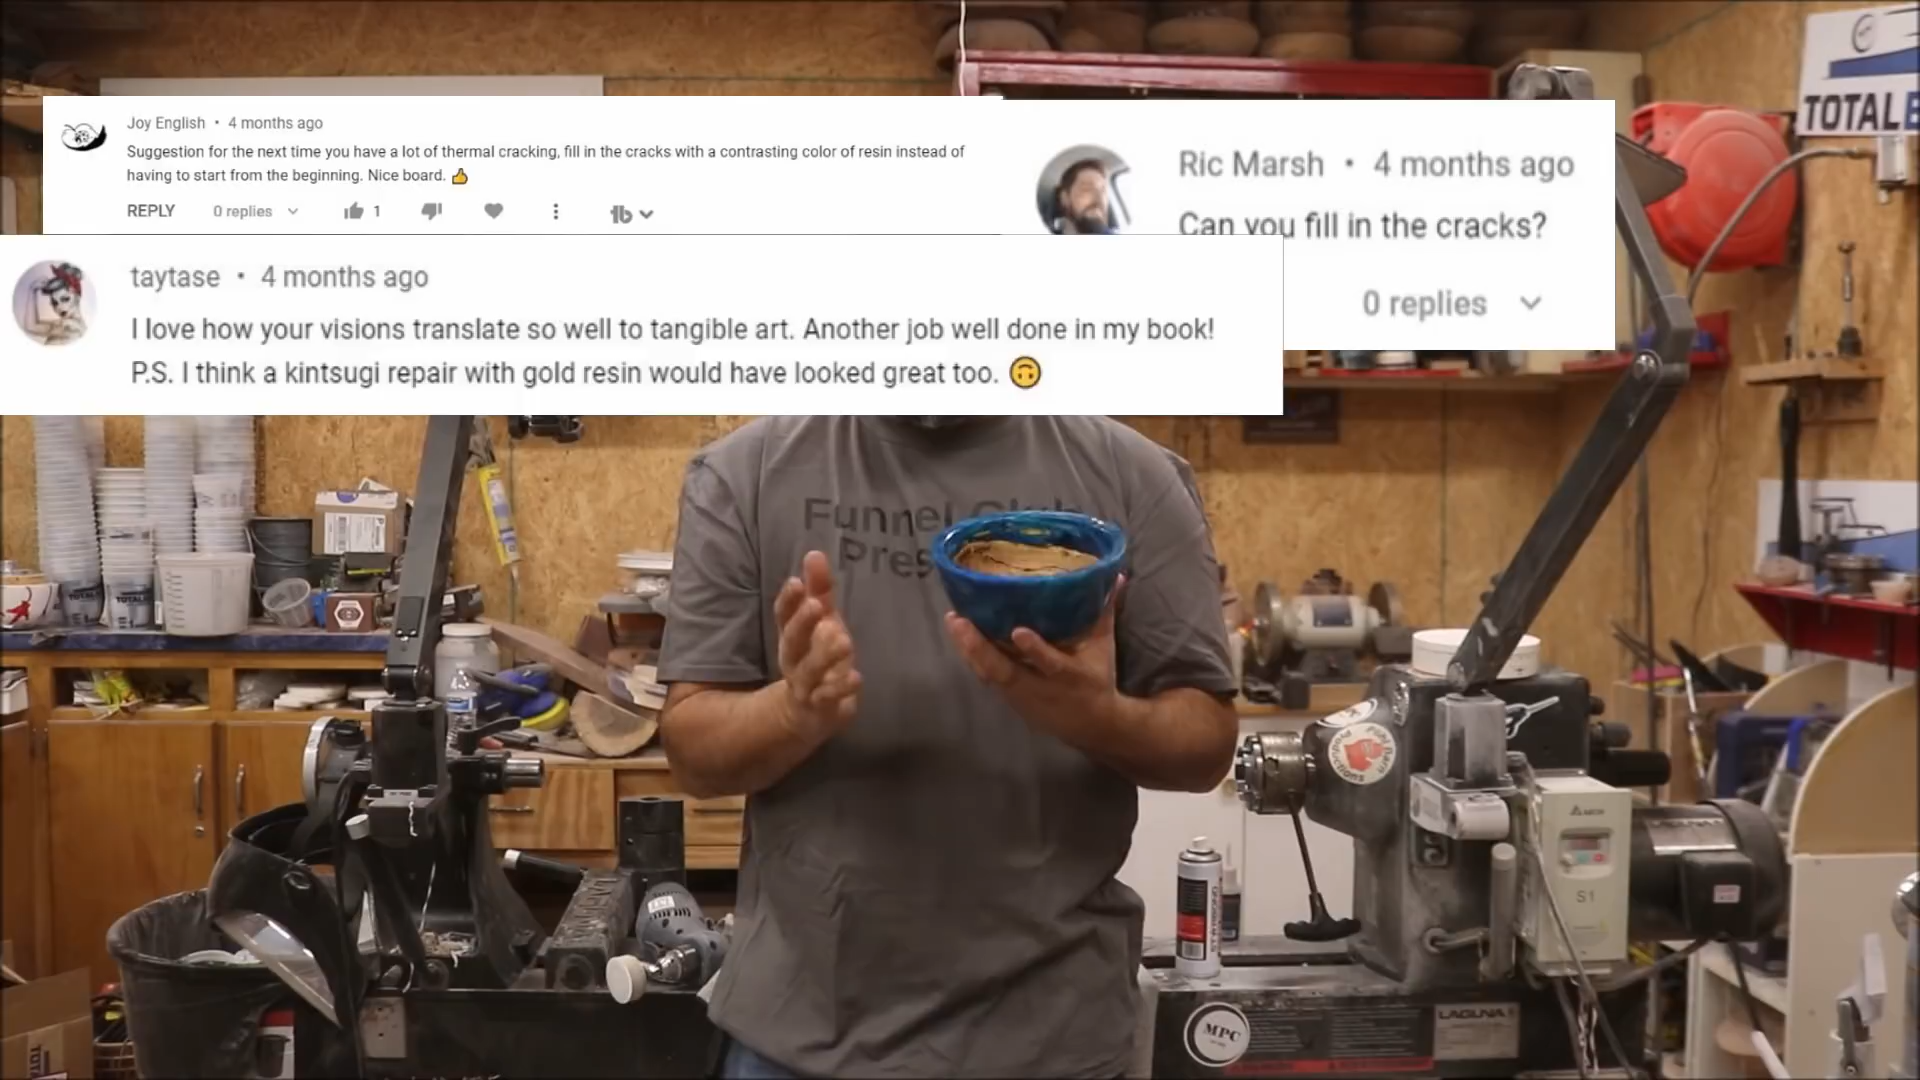 Joy English • 4 months ago
Suggestion for the next time you have a lot of thermal cracking, fill in the cracks with a contrasting color of resin instead of
having to start from the beginning. Nice board. 👍
REPLY 0 replies 1
Ric Marsh • 4 months ago
Can you fill in the cracks?
0 replies
taytase • 4 months ago
I love how your visions translate so well to tangible art. Another job well done in my book!
P.S. I think a kintsugi repair with gold resin would have looked great too. 🙃
TOTALB
Funnel
Pres
S1
MPC
LAGUNA